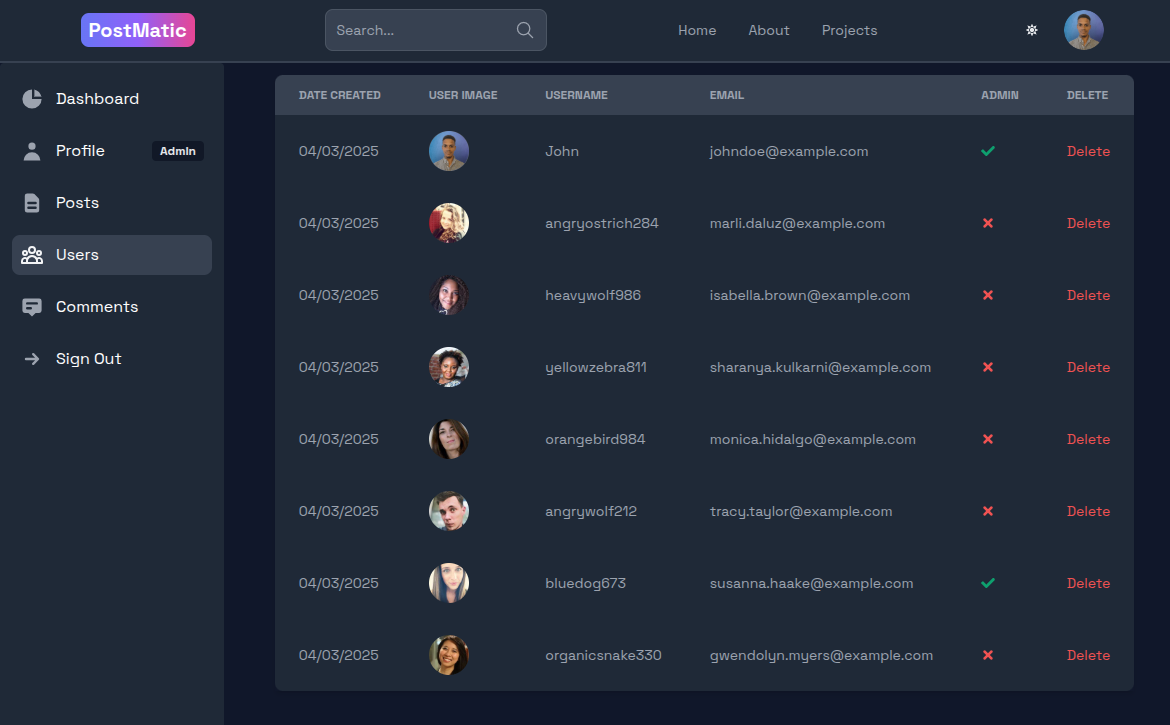 PostMatic Search... Home About Projects
Dashboard
Profile Admin
Posts
Users
Comments
Sign Out
DATE CREATED USER IMAGE USERNAME EMAIL ADMIN DELETE
04/03/2025 John johndoe@example.com Delete
04/03/2025 angryostrich284 marli.daluz@example.com Delete
04/03/2025 heavywolf986 isabella.brown@example.com Delete
04/03/2025 yellowzebra811 sharanya.kulkarni@example.com Delete
04/03/2025 orangebird984 monica.hidalgo@example.com Delete
04/03/2025 angrywolf212 tracy.taylor@example.com Delete
04/03/2025 bluedog673 susanna.haake@example.com Delete
04/03/2025 organicsnake330 gwendolyn.myers@example.com Delete